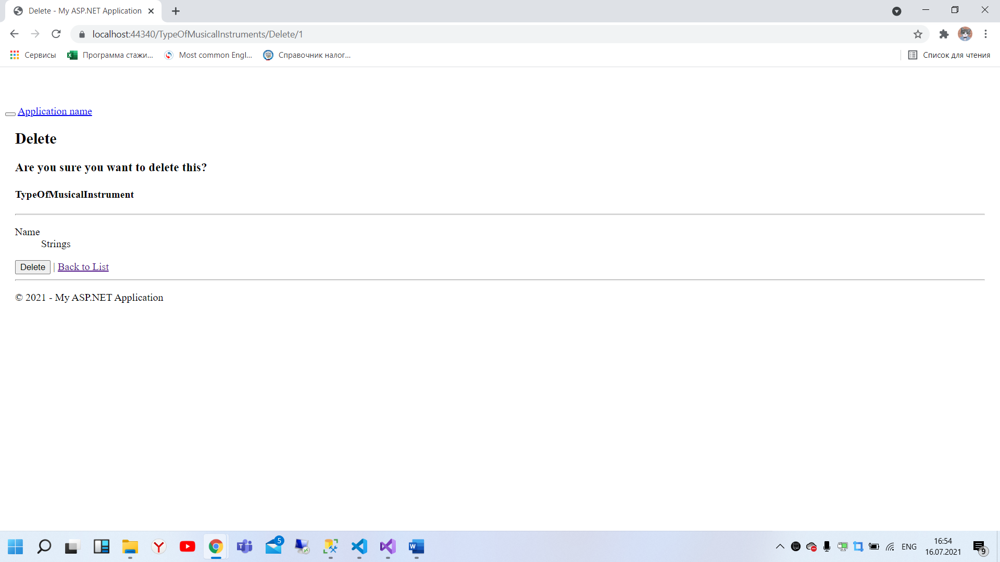 Delete - My ASP.NET Application
localhost:44340/TypeOfMusicalInstruments/Delete/1
Сервисы
Программа стажи...
Most common Engl...
Справочник налог...
Список для чтения
Application name
Delete
Are you sure you want to delete this?
TypeOfMusicalInstrument
Name
Strings
Delete | Back to List
© 2021 - My ASP.NET Application
5
ENG
16:54
16.07.2021
9